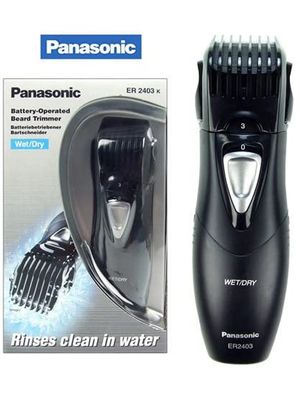 Panasonic
Panasonic
ER 2403 K
Battery-Operated
Beard Trimmer
Batteriebetriebener
Bartschneider
Wet/Dry
Rinses clean in water
3
0
WET/DRY
Panasonic
ER2403